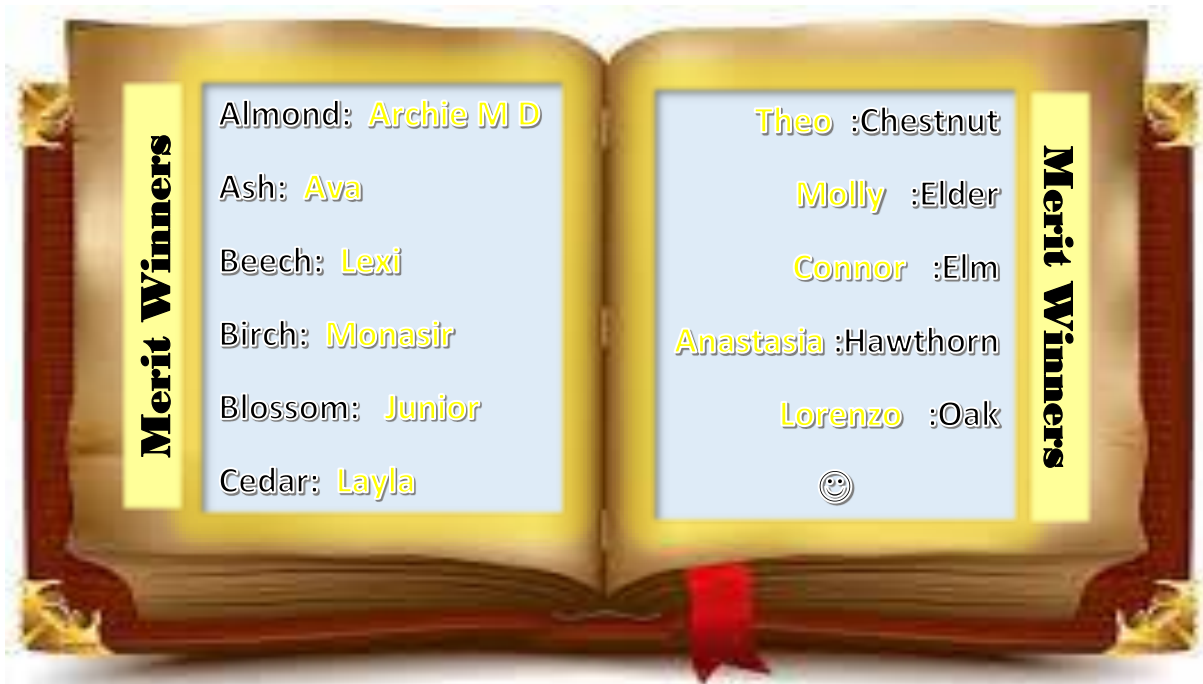 Merit Winners
Almond: Archie M D
Ash: Ava
Beech: Lexi
Birch: Monasir
Blossom: Junior
Cedar: Layla
Theo :Chestnut
Molly :Elder
Connor :Elm
Anastasia :Hawthorn
Lorenzo :Oak
Merit Winners